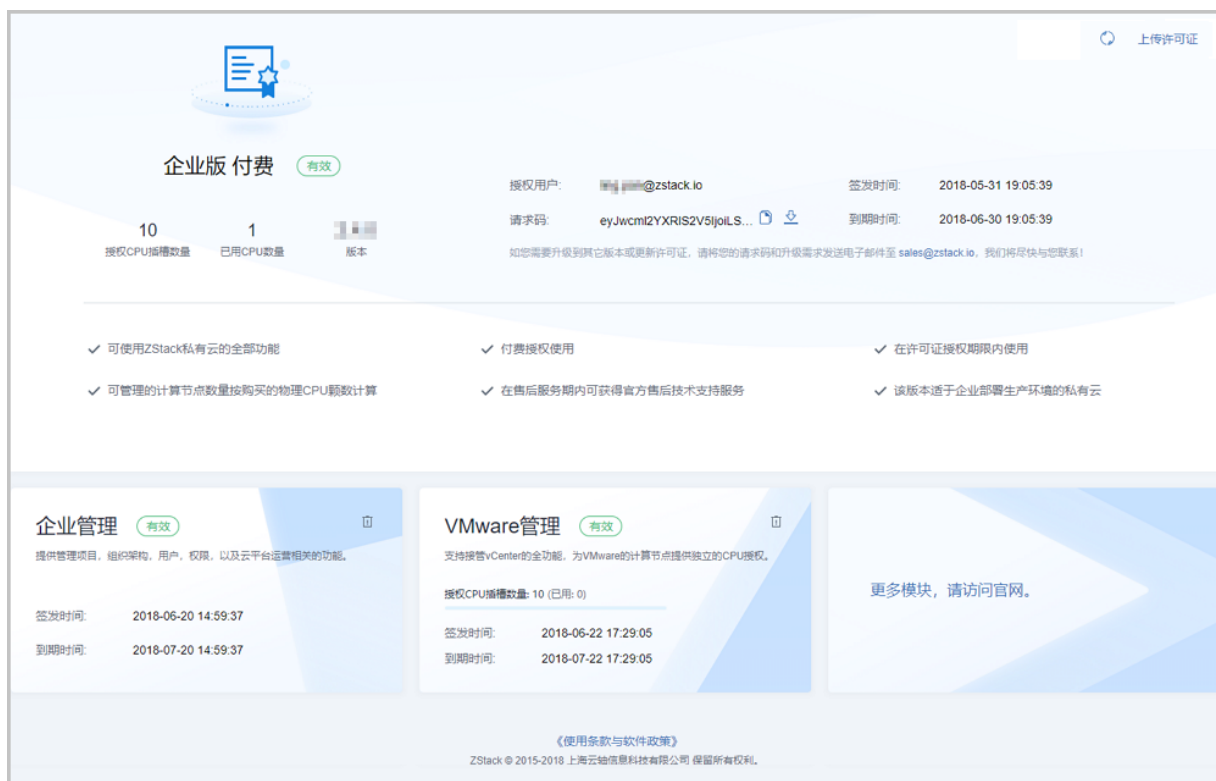 上传许可证
企业版 付费
有效
授权用户: @zstack.io
签发时间: 2018-05-31 19:05:39
10
1
授权CPU插槽数量
已用CPU数量
版本
请求码: eyJwcmI2YXRlS2V5IjoiLS...
到期时间: 2018-06-30 19:05:39
如您需要升级到其它版本或更新许可证，请将您的请求码和升级需求发送电子邮件至 sales@zstack.io，我们将尽快与您联系!
可使用ZStack私有云的全部功能
付费授权使用
在许可证授权期限内使用
可管理的计算节点数量按购买的物理CPU颗数计算
在售后服务期内可获得官方售后技术支持服务
该版本适于企业部署生产环境的私有云
企业管理 有效
提供管理项目，组织架构，用户，权限，以及云平台运营相关的功能。
签发时间: 2018-06-20 14:59:37
到期时间: 2018-07-20 14:59:37
VMware管理 有效
支持接管vCenter的全功能，为VMware的计算节点提供独立的CPU授权。
授权CPU插槽数量: 10 (已用: 0)
签发时间: 2018-06-22 17:29:05
到期时间: 2018-07-22 17:29:05
更多模块，请访问官网。
《使用条款与软件政策》
ZStack © 2015-2018 上海云轴信息科技有限公司 保留所有权利。